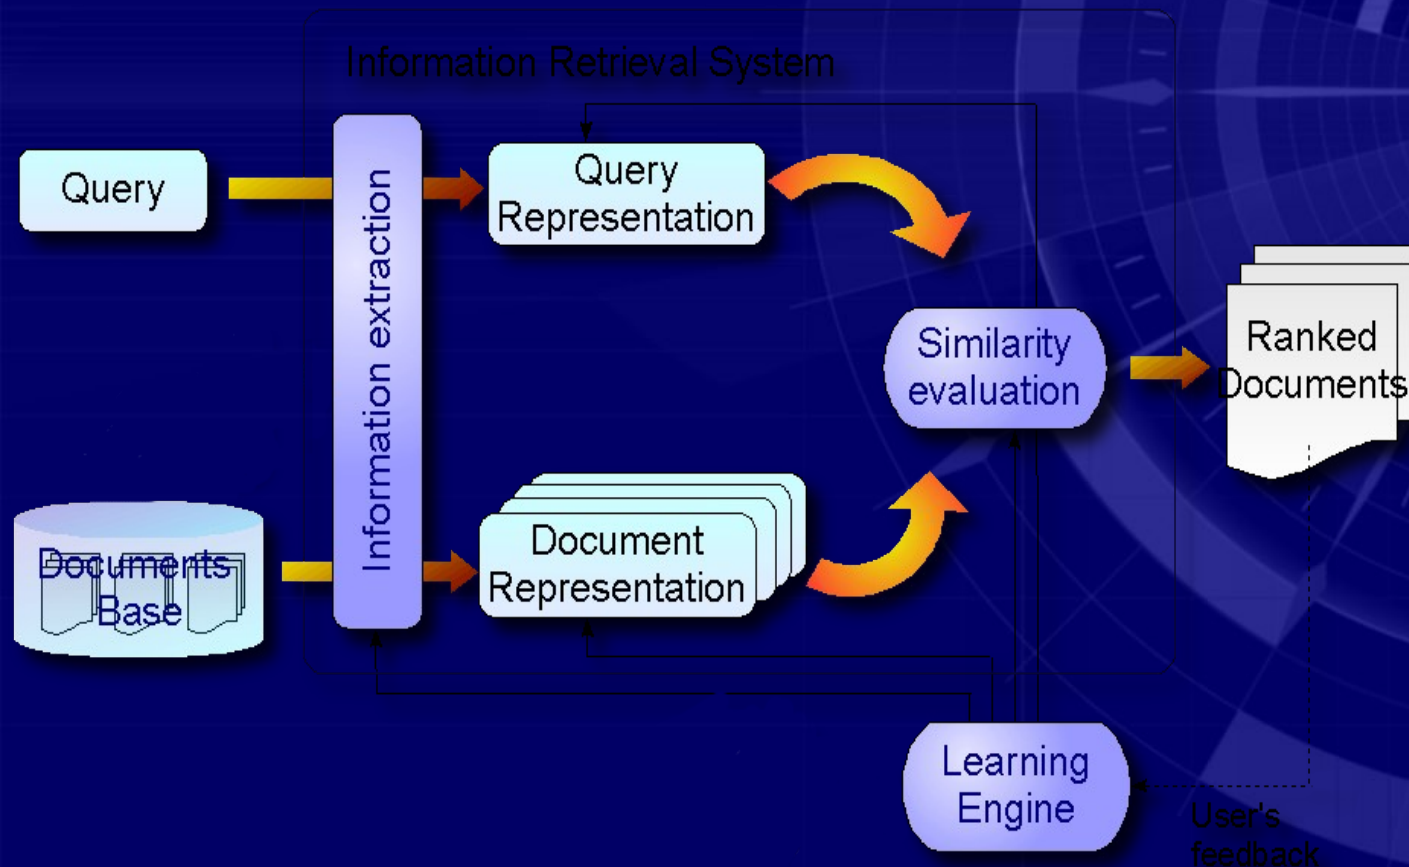 Information Retrieval System
Query
Information extraction
Query
Representation
Similarity
evaluation
Ranked
Documents
Documents
Base
Document
Representation
Learning
Engine
User's
feedback